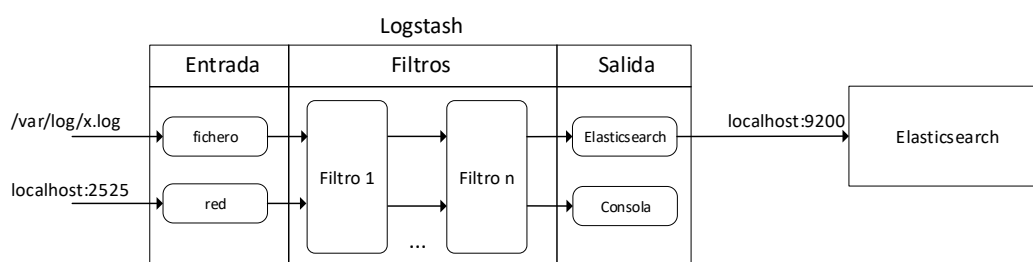 Logstash
Entrada
Filtros
Salida
/var/log/x.log
fichero
Elasticsearch
localhost:9200
Elasticsearch
Filtro 1
Filtro n
localhost:2525
red
Consola
...